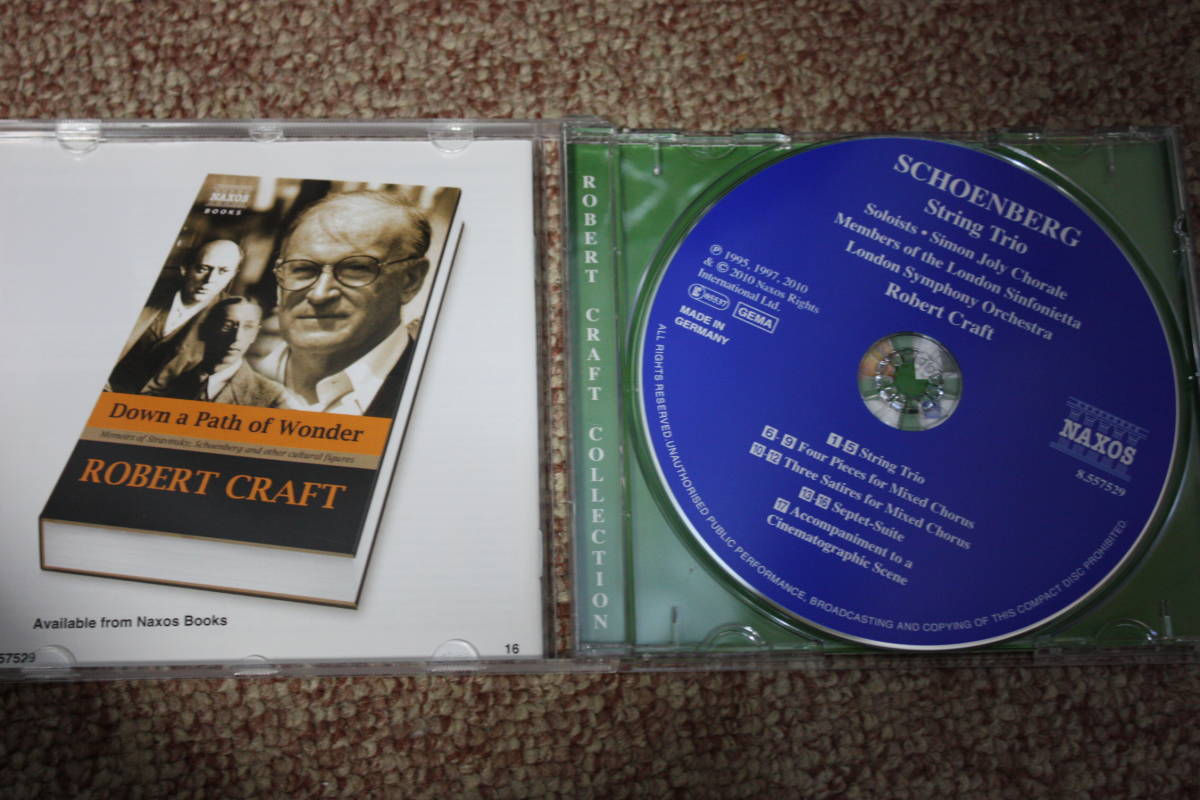 NAXOS
BOOKS
Down a Path of Wonder
Memoirs of Stravinsky, Schoenberg and other cultural figures
ROBERT CRAFT
Available from Naxos Books
57529
16
ROBERT CRAFT COLLECTION
SCHOENBERG
String Trio
Soloists • Simon Joly Chorale
Members of the London Sinfonietta
London Symphony Orchestra
Robert Craft
℗ 1995, 1997, 2010
& © 2010 Naxos Rights
International Ltd.
GEMA
MADE IN
GERMANY
NAXOS
8.557529
1-5 String Trio
6-9 Four Pieces for Mixed Chorus
10-12 Three Satires for Mixed Chorus
13-16 Septet-Suite
17 Accompaniment to a
Cinematographic Scene
ALL RIGHTS RESERVED. UNAUTHORISED PUBLIC PERFORMANCE, BROADCASTING AND COPYING OF THIS COMPACT DISC PROHIBITED.